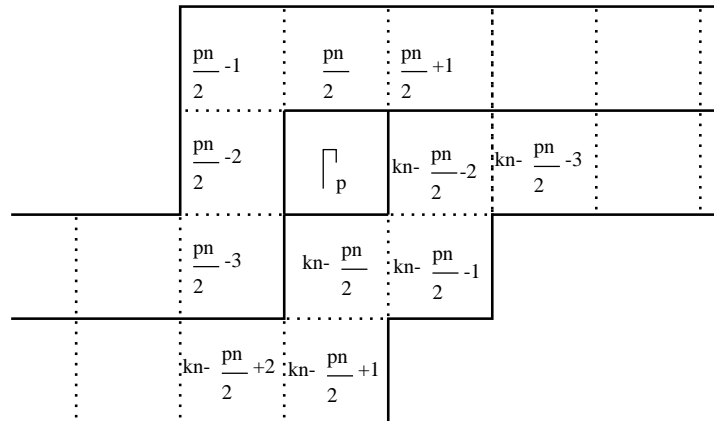 pn/2 -1 pn/2 pn/2 +1
pn/2 -2 Γp kn- pn/2 -2 kn- pn/2 -3
pn/2 -3 kn- pn/2 kn- pn/2 -1
kn- pn/2 +2 kn- pn/2 +1